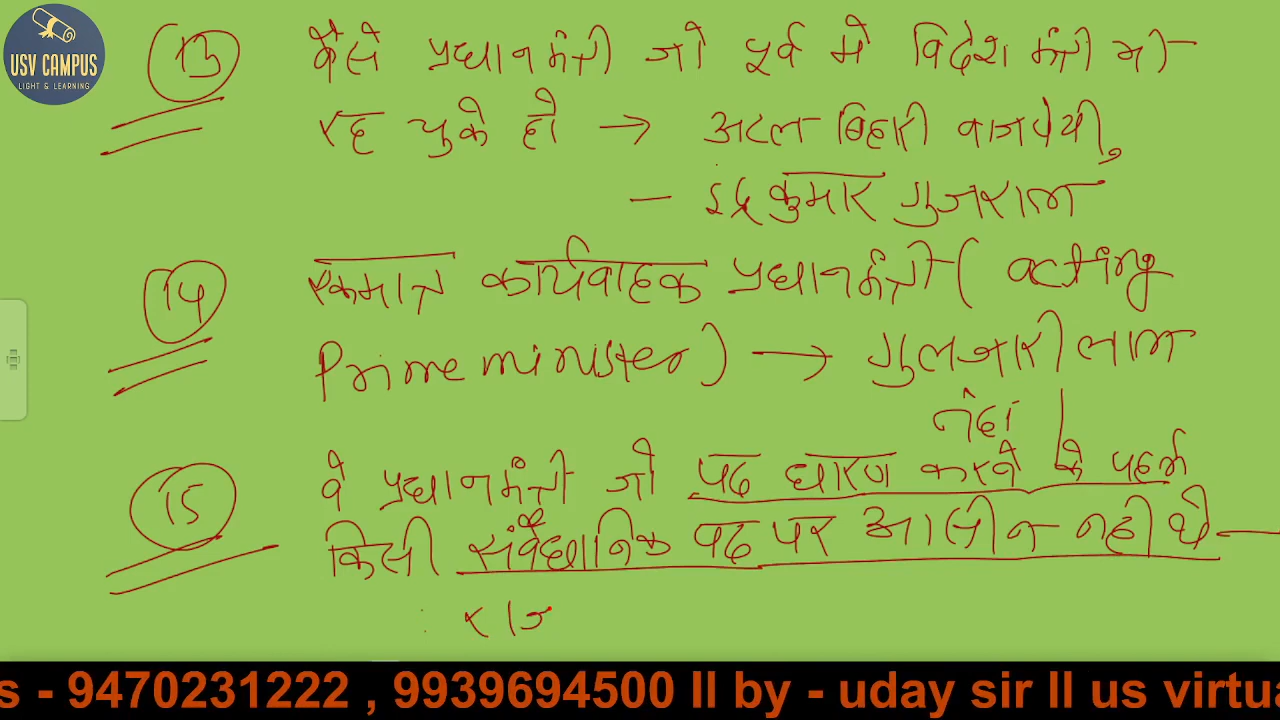 USV CAMPUS
LIGHT & LEARNING
(13) कैसे प्रधानमंत्री जो पूर्व मे विदेश मंत्री भी
रह चुके हो → अटल बिहारी वाजपेयी,
- इंद्रकुमार गुजराल
(14) एकमात्र कार्यवाहक प्रधानमंत्री ( acting
Prime minister) → गुलजारी लाल
नंदा
(15) वे प्रधानमंत्री जो पद धारण करने के पहले
किसी संवैधानिक पद पर आसीन नही थे -
राज
s - 9470231222 , 9939694500 ll by - uday sir ll us virtua